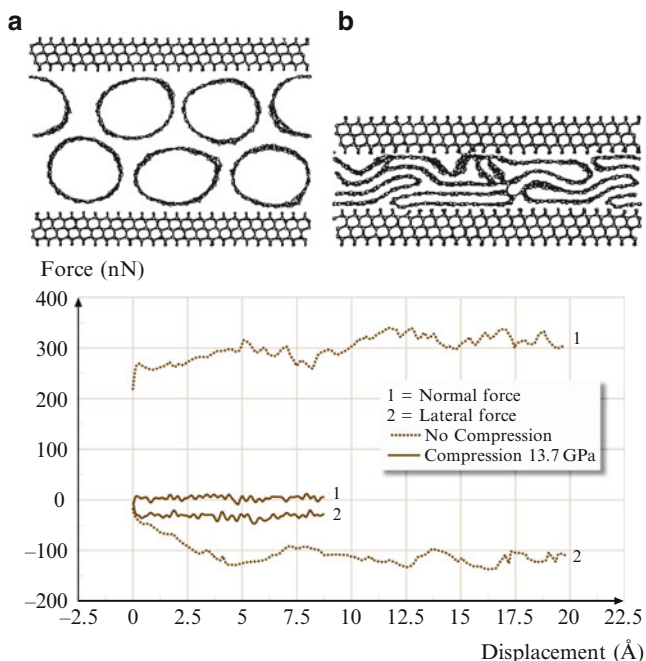 a
b
Force (nN)
400
300
200
100
0
−100
−200
1
1 = Normal force
2 = Lateral force
No Compression
Compression 13.7 GPa
1
2
2
−2.5 0 2.5 5 7.5 10 12.5 15 17.5 20 22.5
Displacement (Å)